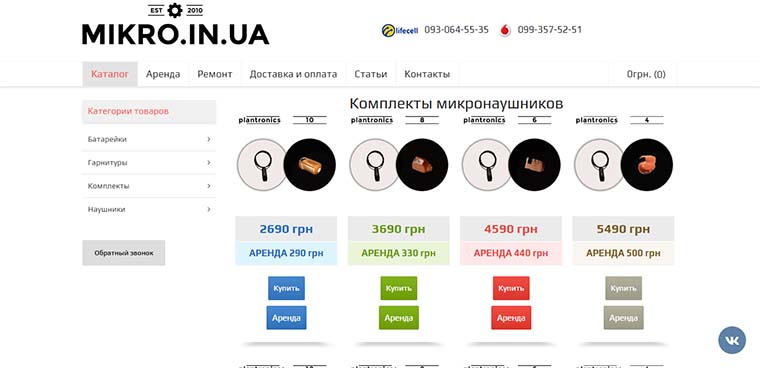 EST 2010
MIKRO.IN.UA
lifecell 093-064-55-35 099-357-52-51
Каталог Аренда Ремонт Доставка и оплата Статьи Контакты 0грн. (0)
Категории товаров
Батарейки
Гарнитуры
Комплекты
Наушники
Обратный звонок
Комплекты микронаушников
plantronics 10 plantronics 8 plantronics 6 plantronics 4
2690 грн 3690 грн 4590 грн 5490 грн
АРЕНДА 290 грн АРЕНДА 330 грн АРЕНДА 440 грн АРЕНДА 500 грн
Купить Купить Купить Купить
Аренда Аренда Аренда Аренда